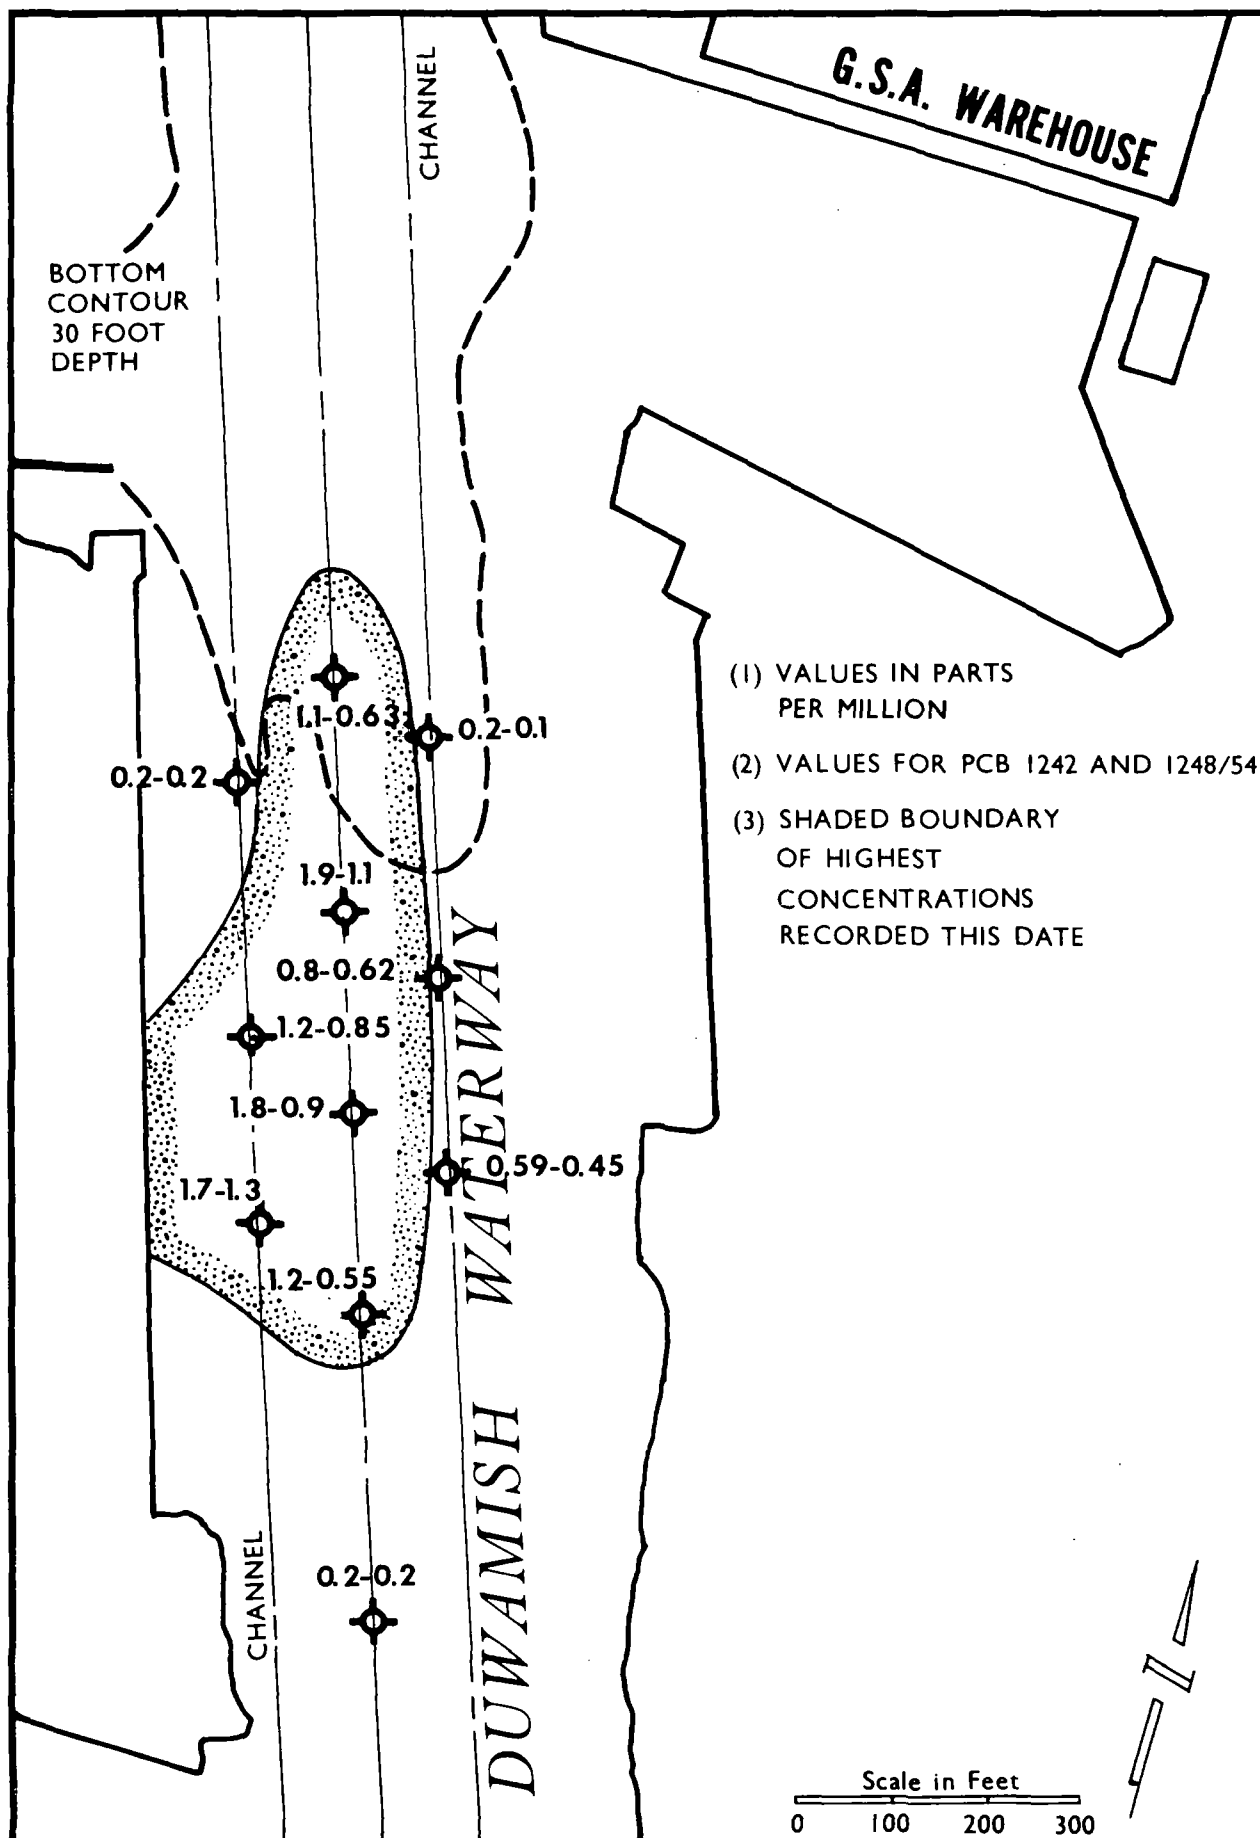 G.S.A. WAREHOUSE
CHANNEL
BOTTOM
CONTOUR
30 FOOT
DEPTH
(1) VALUES IN PARTS
PER MILLION
(2) VALUES FOR PCB 1242 AND 1248/54
(3) SHADED BOUNDARY
OF HIGHEST
CONCENTRATIONS
RECORDED THIS DATE
1.1-0.63
0.2-0.1
0.2-0.2
1.9-1.1
0.8-0.62
1.2-0.85
1.8-0.9
0.59-0.45
1.7-1.3
1.2-0.55
0.2-0.2
DUWAMISH WATERWAY
CHANNEL
N
Scale in Feet
0 100 200 300